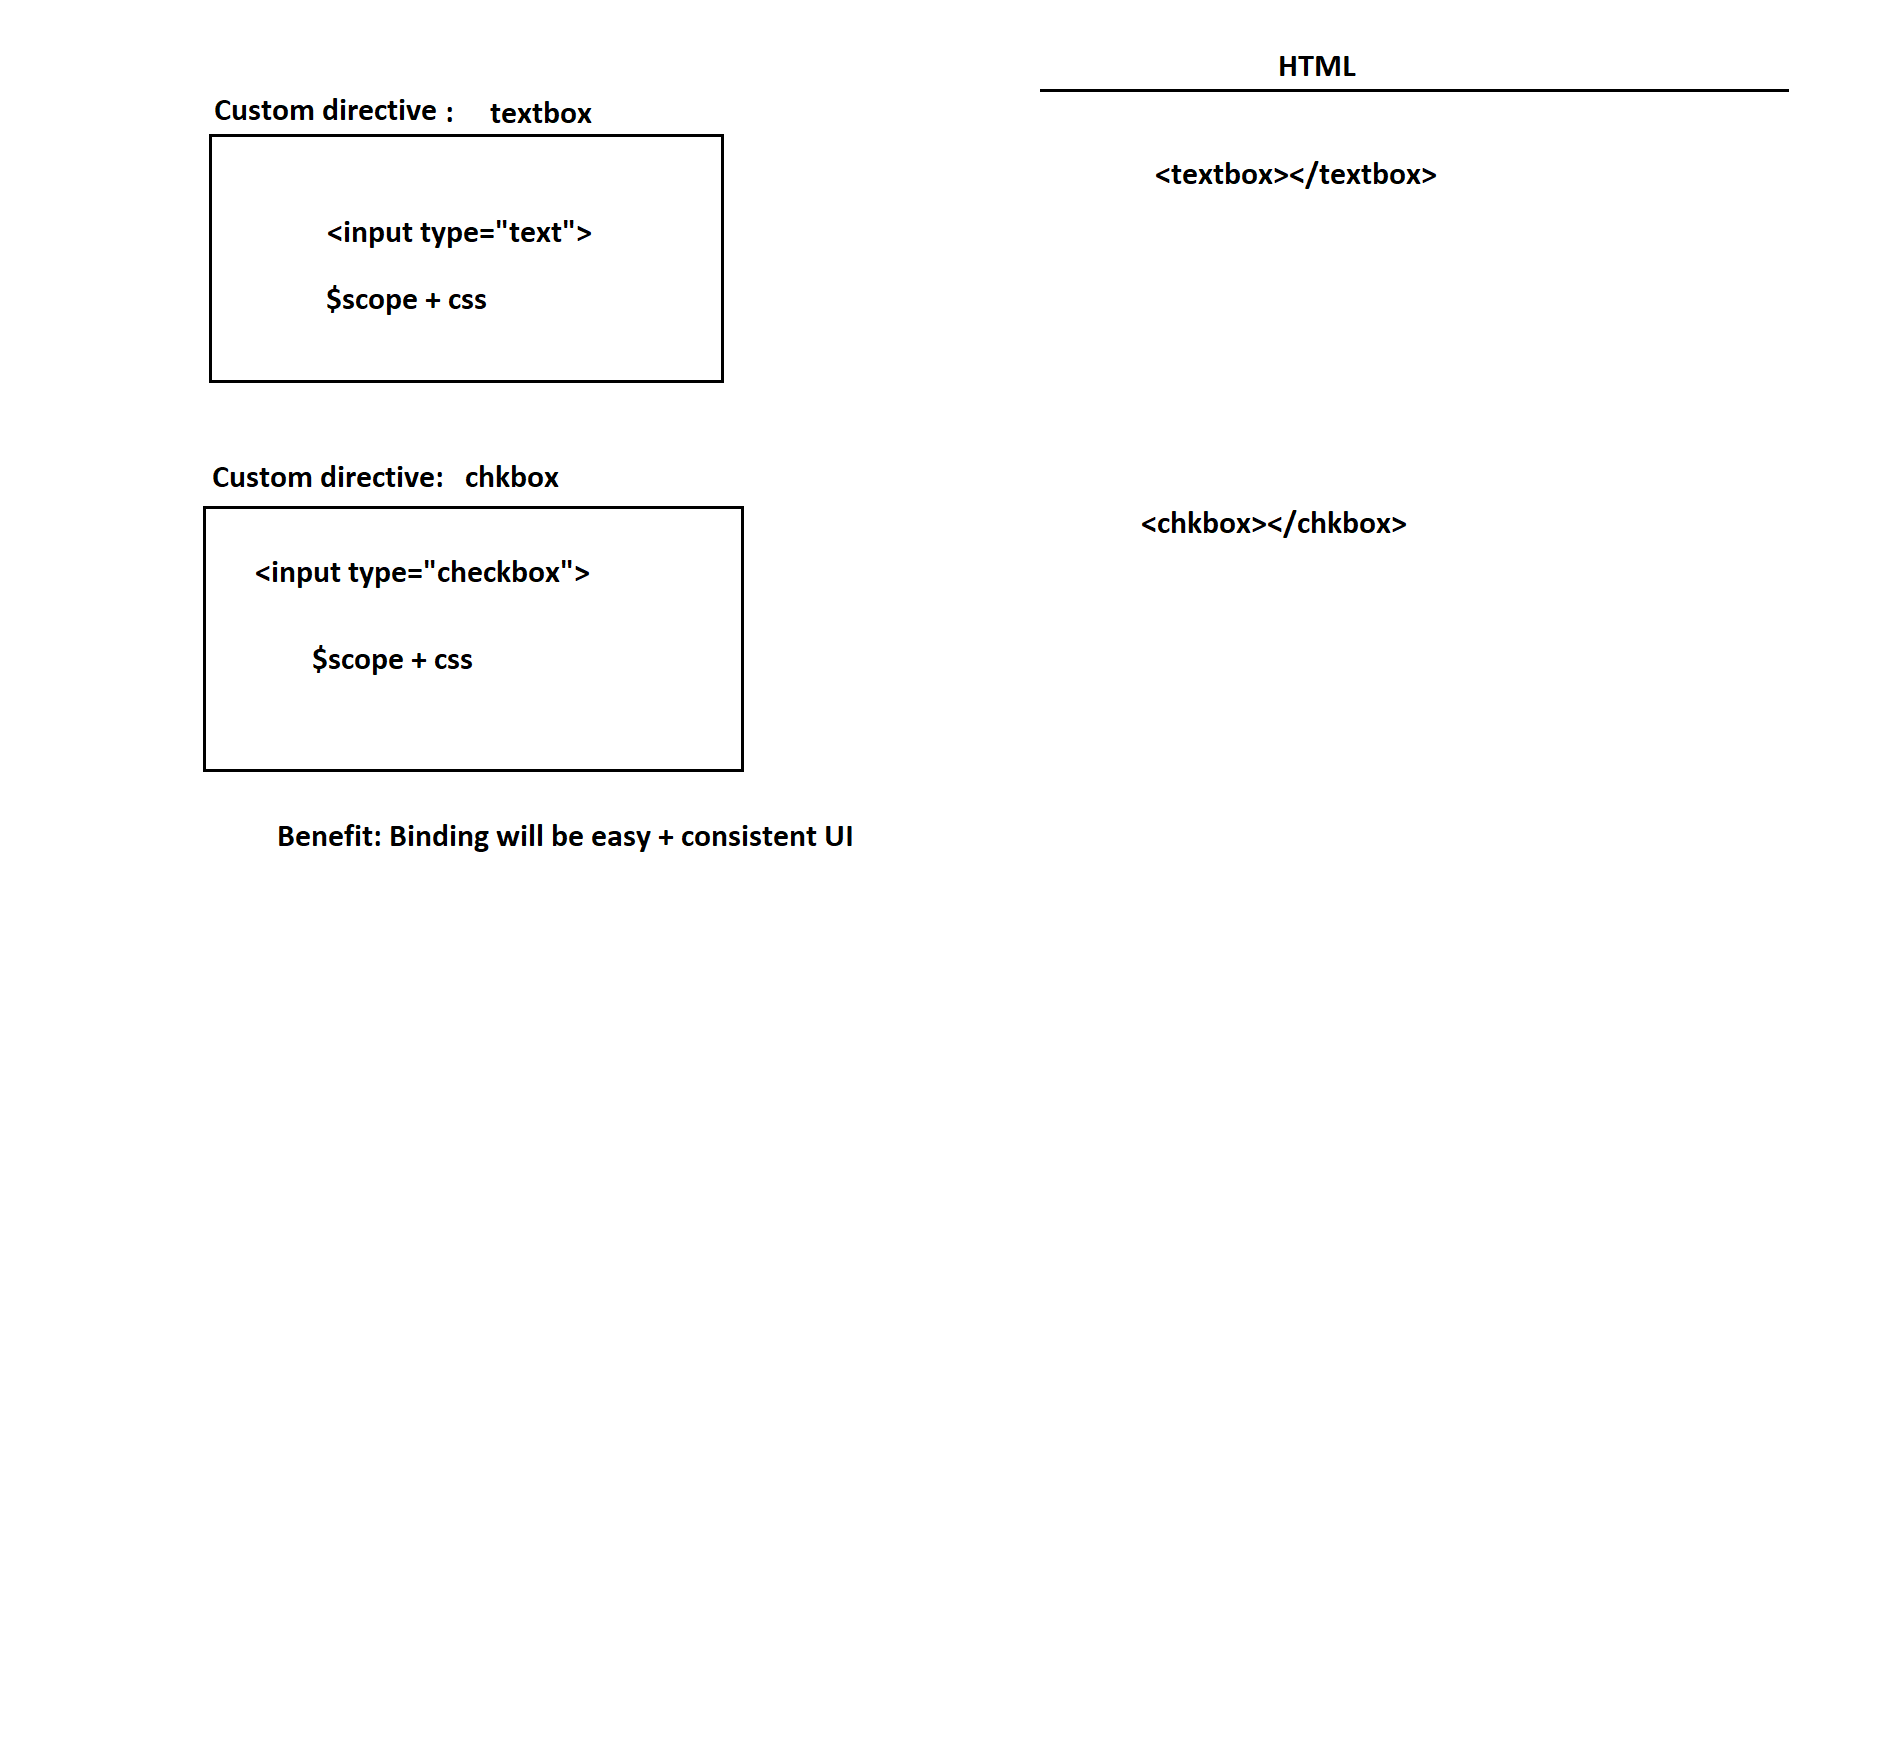 HTML
Custom directive : textbox
<textbox></textbox>
<input type="text">
$scope + css
Custom directive: chkbox
<chkbox></chkbox>
<input type="checkbox">
$scope + css
Benefit: Binding will be easy + consistent UI